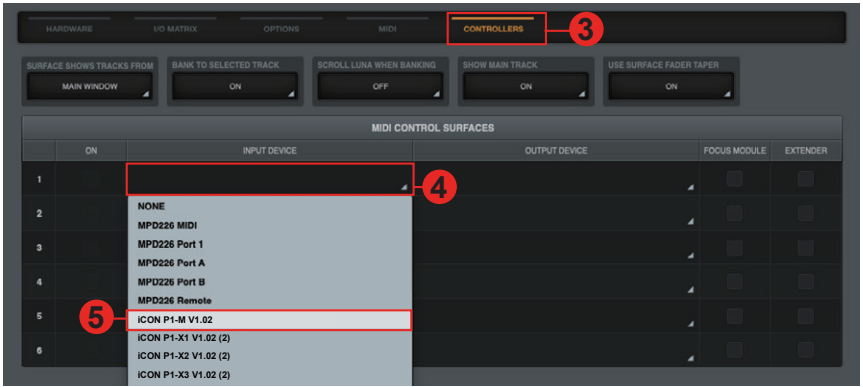 HARDWARE I/O MATRIX OPTIONS MIDI CONTROLLERS 3
SURFACE SHOWS TRACKS FROM BANK TO SELECTED TRACK SCROLL LUNA WHEN BANKING SHOW MAIN TRACK USE SURFACE FADER TAPER
MAIN WINDOW ON OFF ON ON
MIDI CONTROL SURFACES
ON INPUT DEVICE OUTPUT DEVICE FOCUS MODULE EXTENDER
1 4
NONE
2
MPD226 MIDI
3 MPD226 Port 1
MPD226 Port A
4 MPD226 Port B
MPD226 Remote
5 5 iCON P1-M V1.02
iCON P1-X1 V1.02 (2)
6 iCON P1-X2 V1.02 (2)
iCON P1-X3 V1.02 (2)